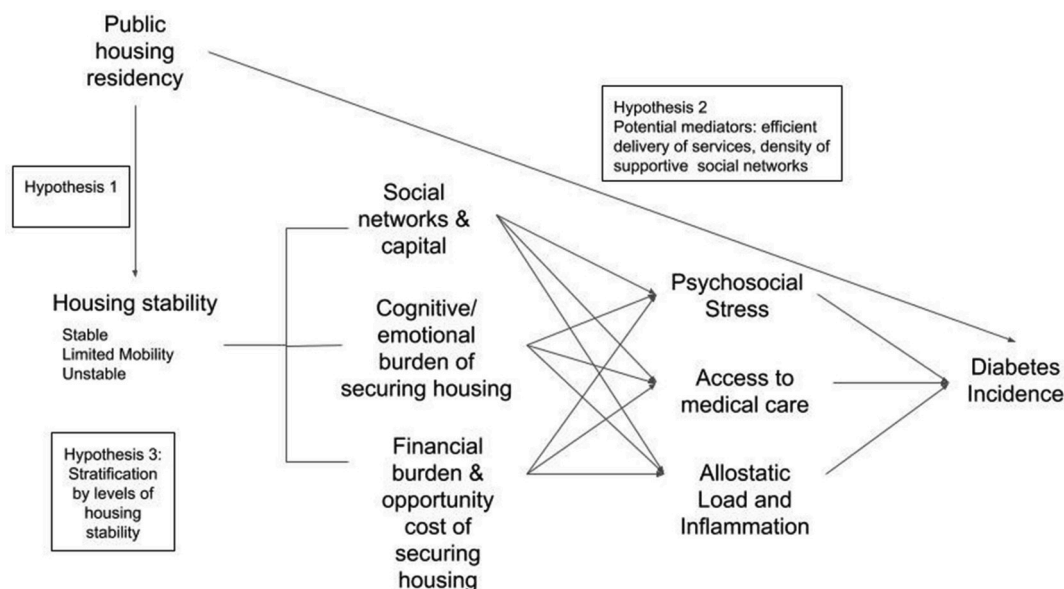 Public
housing
residency
Hypothesis 2
Potential mediators: efficient
delivery of services, density of
supportive social networks
Hypothesis 1
Social
networks &
capital
Housing stability
Stable
Limited Mobility
Unstable
Cognitive/
emotional
burden of
securing housing
Psychosocial
Stress
Access to
medical care
Diabetes
Incidence
Hypothesis 3:
Stratification
by levels of
housing
stability
Financial
burden &
opportunity
cost of
securing
housing
Allostatic
Load and
Inflammation